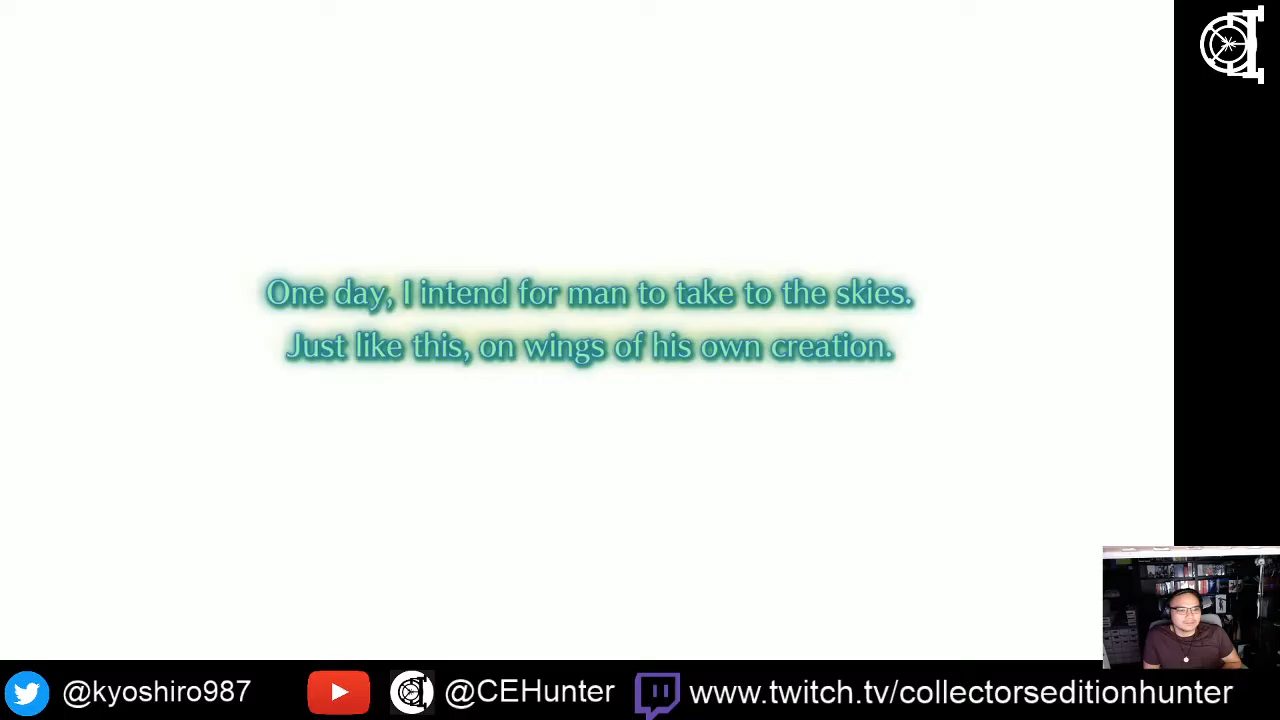 One day, I intend for man to take to the skies.
Just like this, on wings of his own creation.
@kyoshiro987 @CEHunter www.twitch.tv/collectorseditionhunter